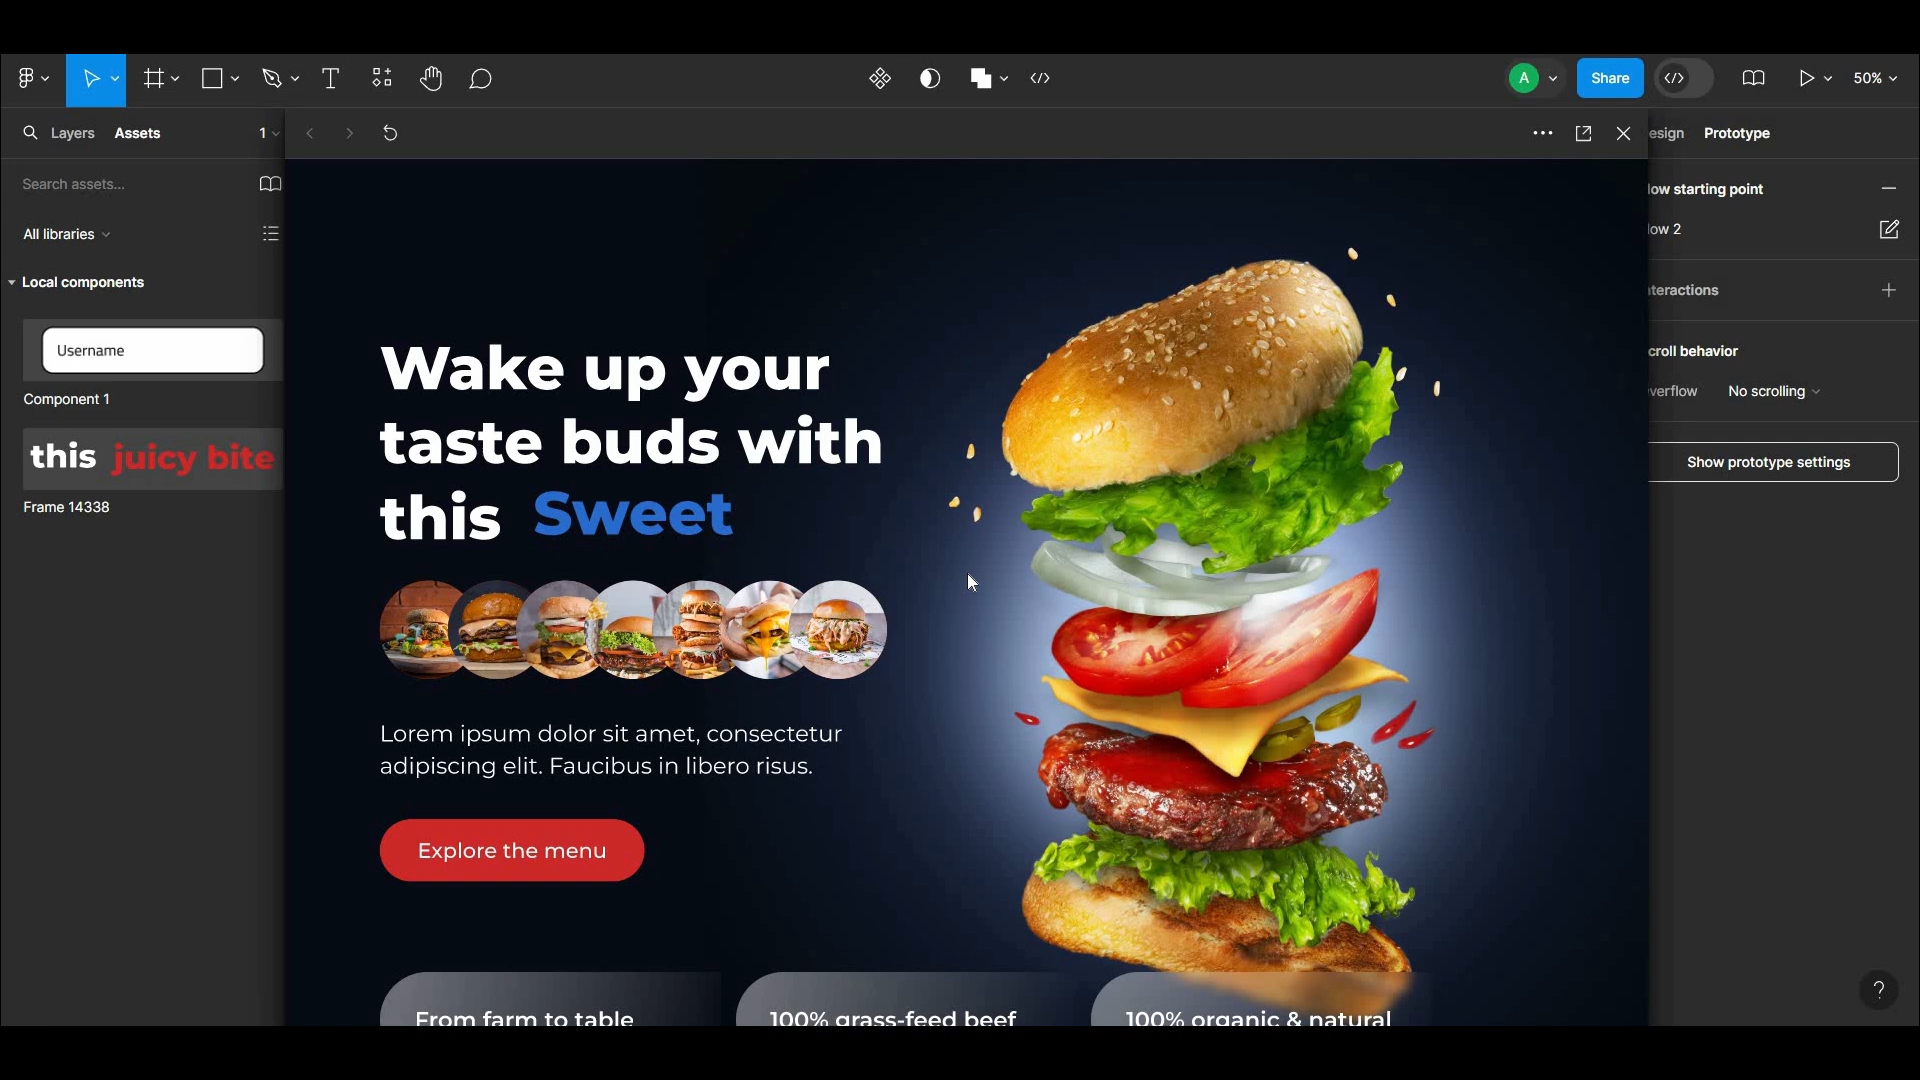 A
Share
50%
Layers
Assets
1
esign
Prototype
Search assets...
low starting point
All libraries
low 2
Local components
nteractions
Username
croll behavior
Component 1
verflow
No scrolling
this juicy bite
Show prototype settings
Frame 14338
Wake up your
taste buds with
this Sweet
Lorem ipsum dolor sit amet, consectetur
adipiscing elit. Faucibus in libero risus.
Explore the menu
?
From farm to table
100% grass-feed beef
100% organic & natural